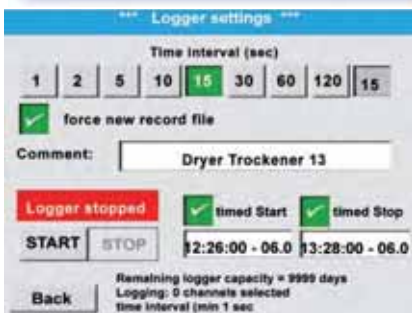 *** Logger settings ***
Time interval (sec)
1 2 5 10 15 30 60 120 15
force new record file
Comment: Dryer Trockener 13
Logger stopped timed Start timed Stop
START STOP 12:26:00 - 06.0 13:28:00 - 06.0
Remaining logger capacity = 9999 days
Logging: 0 channels selected
time interval (min 1 sec
Back